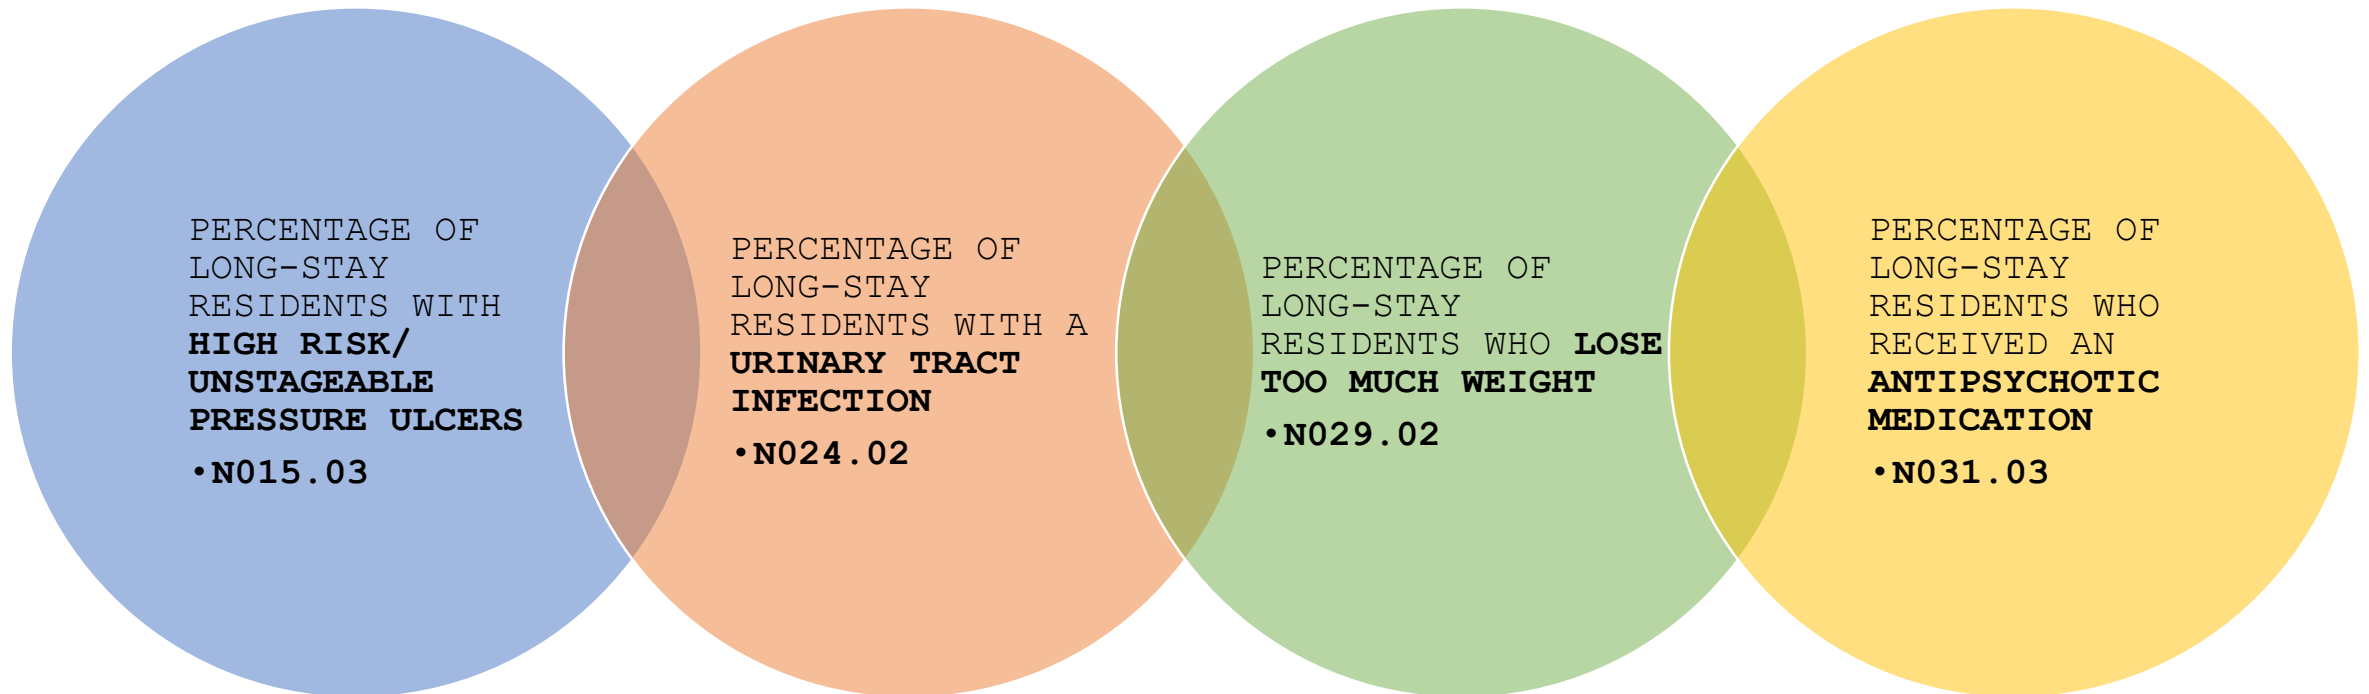 PERCENTAGE OF
LONG-STAY
RESIDENTS WITH
HIGH RISK/
UNSTAGEABLE
PRESSURE ULCERS
•N015.03
PERCENTAGE OF
LONG-STAY
RESIDENTS WITH A
URINARY TRACT
INFECTION
•N024.02
PERCENTAGE OF
LONG-STAY
RESIDENTS WHO LOSE
TOO MUCH WEIGHT
•N029.02
PERCENTAGE OF
LONG-STAY
RESIDENTS WHO
RECEIVED AN
ANTIPSYCHOTIC
MEDICATION
•N031.03